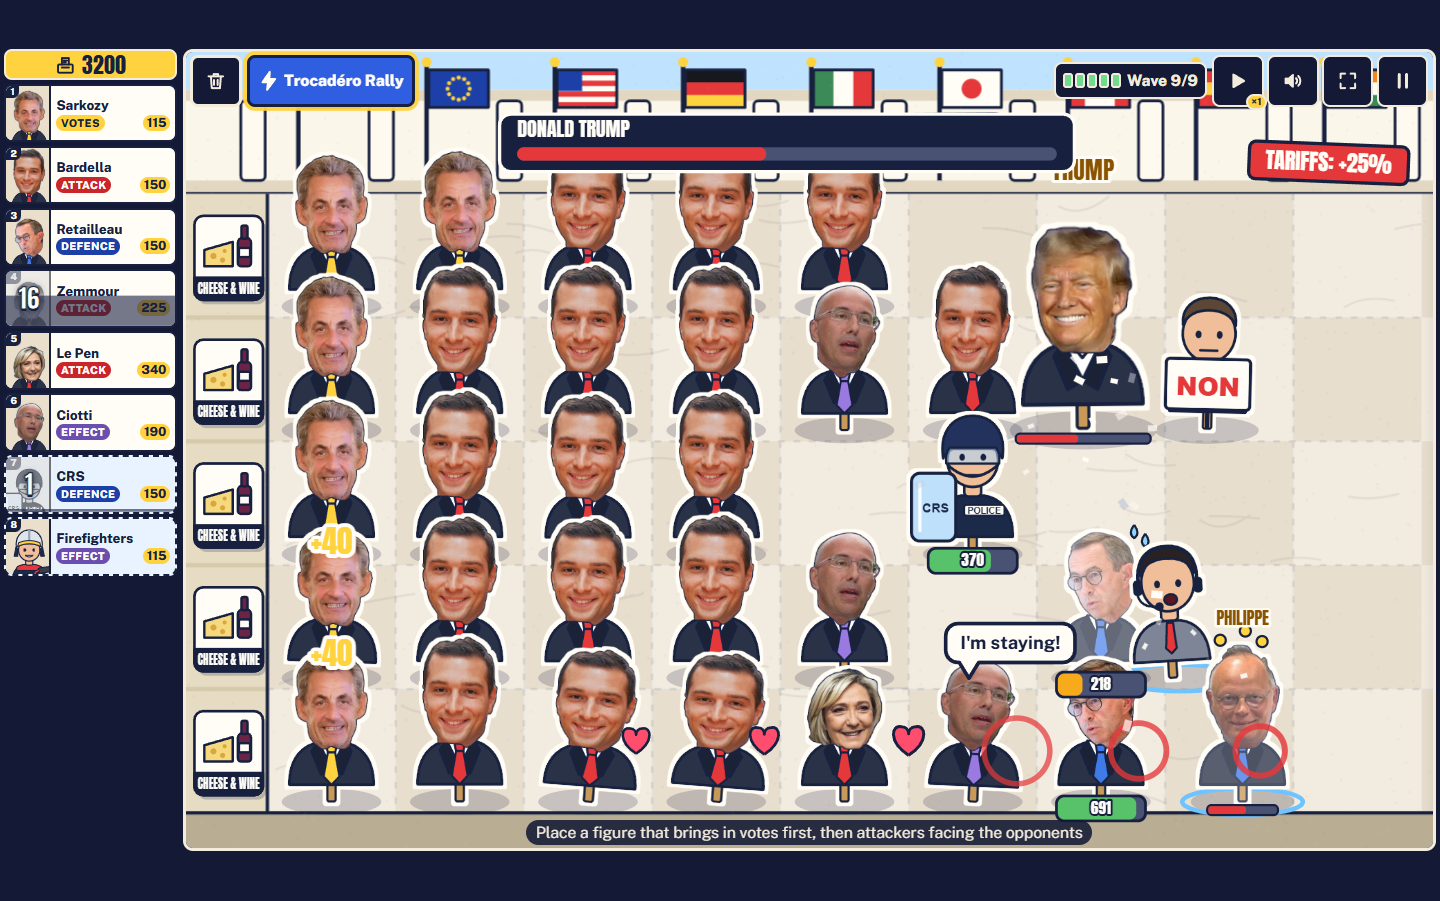 3200
Trocadéro Rally
Wave 9/9
×1
DONALD TRUMP
TRUMP
TARIFFS: +25%
1
Sarkozy
VOTES
115
2
Bardella
ATTACK
150
3
Retailleau
DEFENCE
150
4
16
Zemmour
ATTACK
225
5
Le Pen
ATTACK
340
6
Ciotti
EFFECT
190
7
1
CRS
DEFENCE
150
8
Firefighters
EFFECT
115
CHEESE & WINE
CHEESE & WINE
CHEESE & WINE
CHEESE & WINE
CHEESE & WINE
NON
CRS
POLICE
370
+40
+40
PHILIPPE
I'm staying!
218
691
Place a figure that brings in votes first, then attackers facing the opponents